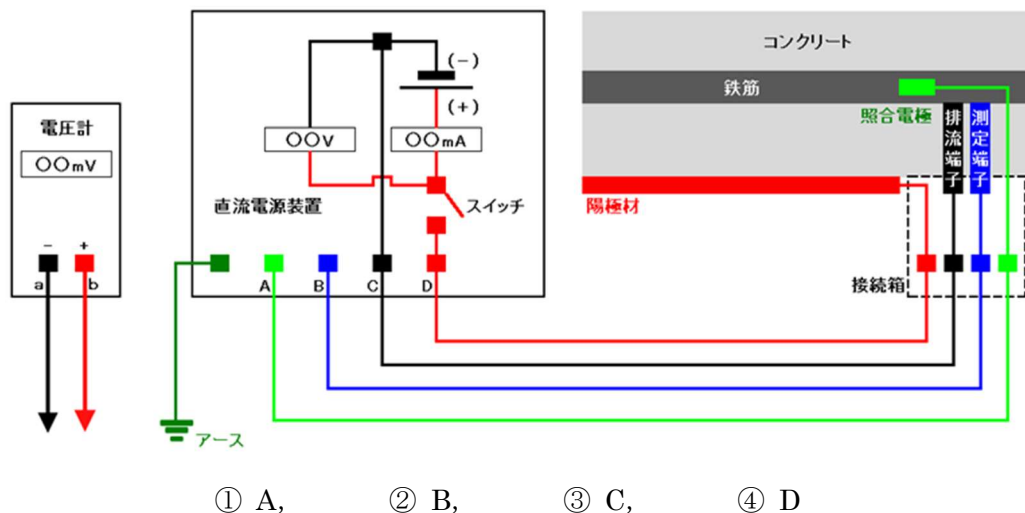 コンクリート
鉄筋
照合電極
排流端子
測定端子
陽極材
接続箱
電圧計
〇〇mV
- +
a b
(-)
(+)
〇〇V
〇〇mA
直流電源装置
スイッチ
A B C D
アース
① A, ② B, ③ C, ④ D